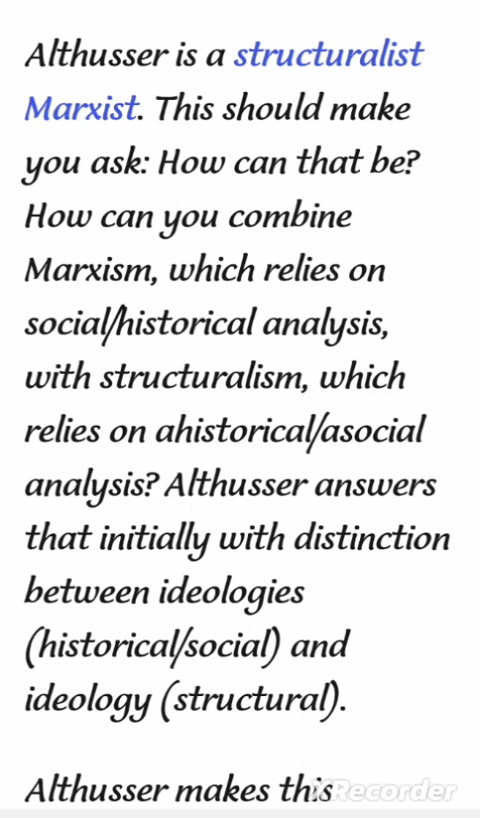 Althusser is a structuralist
Marxist. This should make
you ask: How can that be?
How can you combine
Marxism, which relies on
social/historical analysis,
with structuralism, which
relies on ahistorical/asocial
analysis? Althusser answers
that initially with distinction
between ideologies
(historical/social) and
ideology (structural).
Althusser makes this
XRecorder